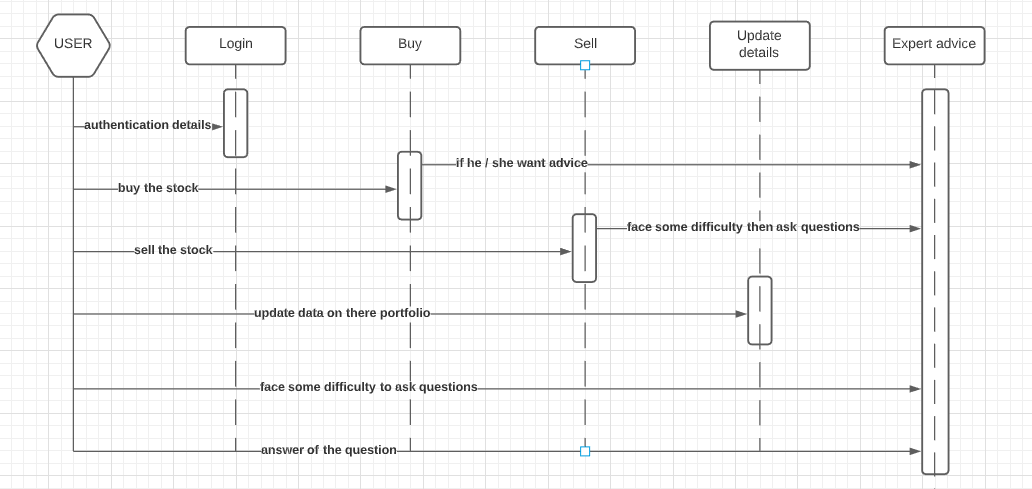 USER
Login
Buy
Sell
Update
details
Expert advice
authentication details
if he / she want advice
buy the stock
face some difficulty then ask questions
sell the stock
update data on there portfolio
face some difficulty to ask questions
answer of the question